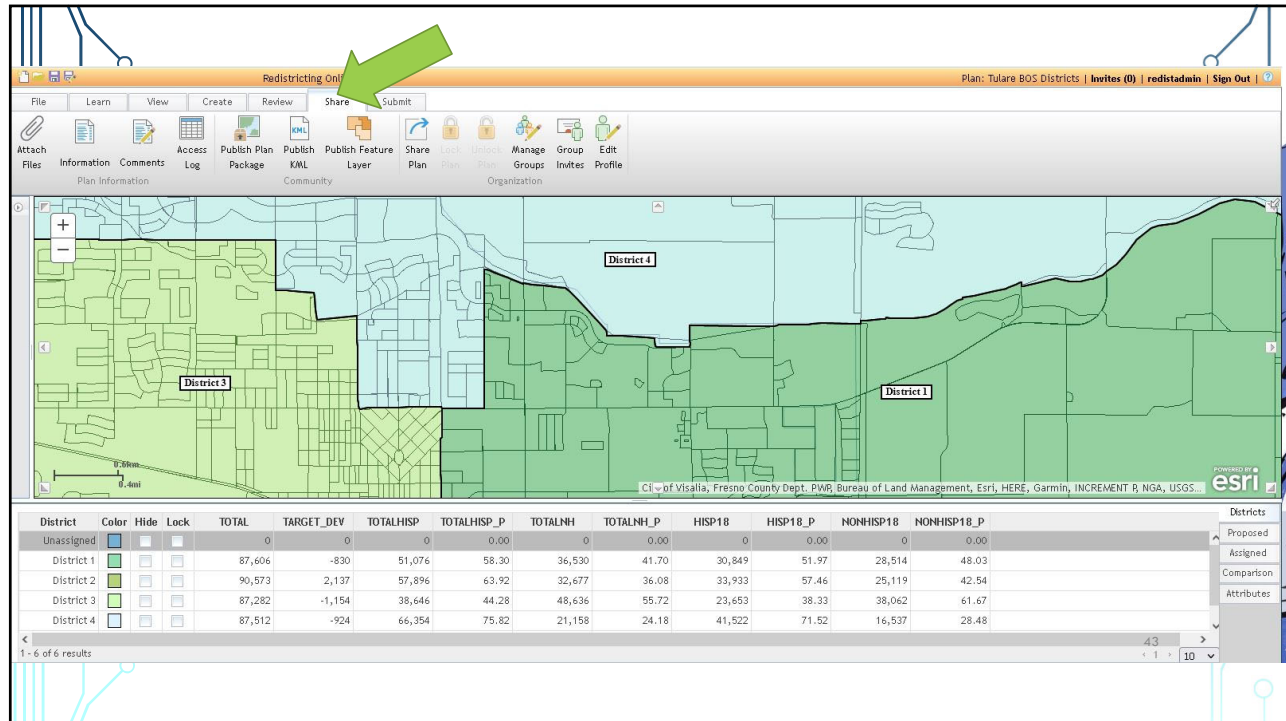 Redistricting Onli
Plan: Tulare BOS Districts | Invites (0) | redistadmin | Sign Out | ?
File Learn View Create Review Share Submit
Attach Files
Information
Comments
Access Log
Publish Plan Package
Publish KML
Publish Feature Layer
Share Plan
Lock Plan
Unlock Plan
Manage Groups
Group Invites
Edit Profile
Plan Information
Community
Organization
KML
+
−
District 4
District 3
District 1
0.6km
0.4mi
City of Visalia, Fresno County Dept. PWP, Bureau of Land Management, Esri, HERE, Garmin, INCREMENT P, NGA, USGS...
POWERED BY
esri
District Color Hide Lock TOTAL TARGET_DEV TOTALHISP TOTALHISP_P TOTALNH TOTALNH_P HISP18 HISP18_P NONHISP18 NONHISP18_P
Unassigned 0 0 0 0.00 0 0.00 0 0.00 0 0.00
District 1 87,606 -830 51,076 58.30 36,530 41.70 30,849 51.97 28,514 48.03
District 2 90,573 2,137 57,896 63.92 32,677 36.08 33,933 57.46 25,119 42.54
District 3 87,282 -1,154 38,646 44.28 48,636 55.72 23,653 38.33 38,062 61.67
District 4 87,512 -924 66,354 75.82 21,158 24.18 41,522 71.52 16,537 28.48
Districts
Proposed
Assigned
Comparison
Attributes
43
1 - 6 of 6 results
‹ 1 › 10